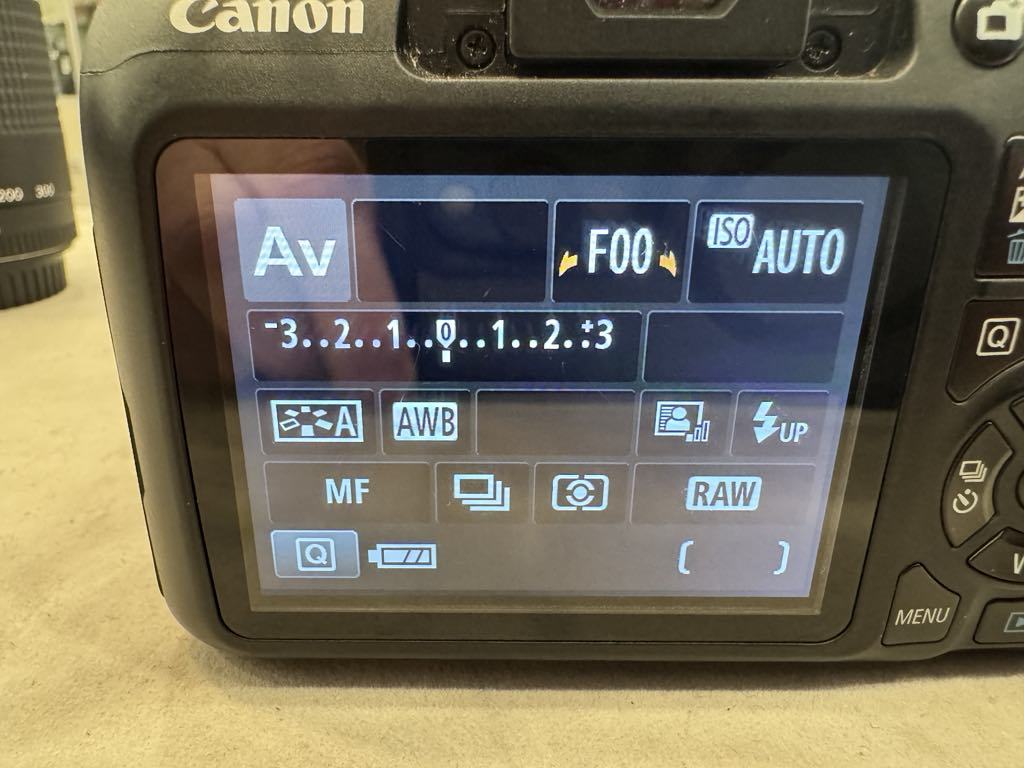 Canon
200 300
Av F00 ISO AUTO
-3..2..1..0..1..2..+3
A AWB UP
MF RAW
Q [ ]
Q
MENU